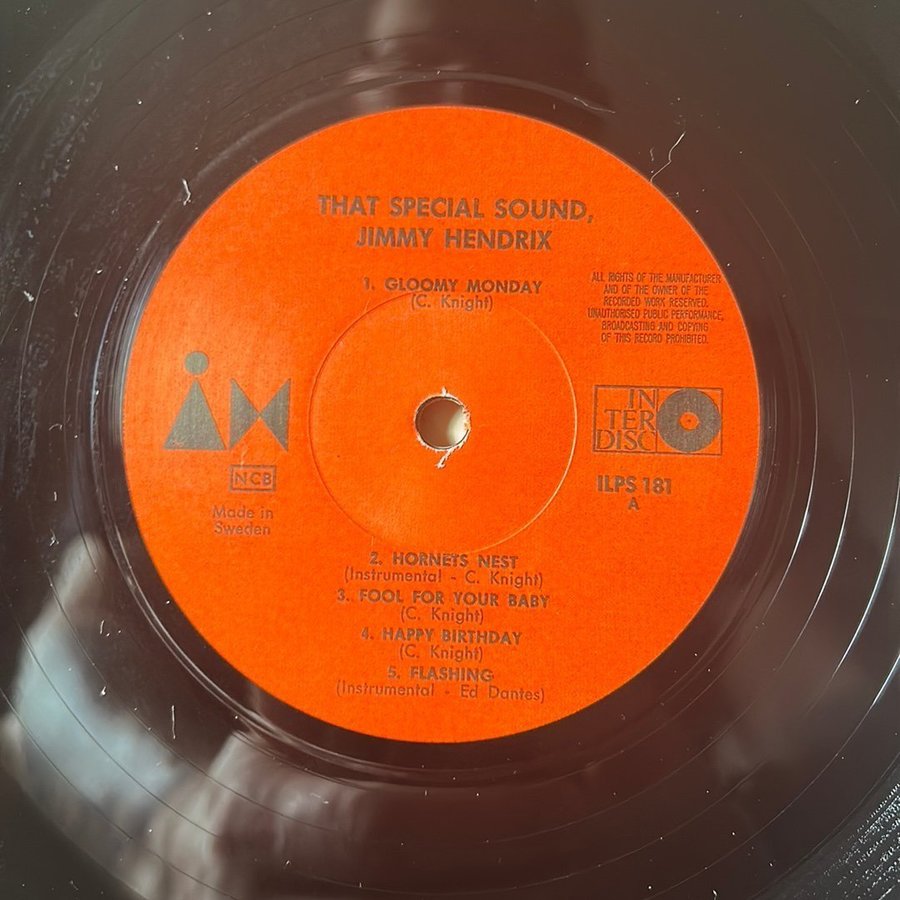 THAT SPECIAL SOUND,
JIMMY HENDRIX
1. GLOOMY MONDAY
(C. Knight)
ALL RIGHTS OF THE MANUFACTURER
AND OF THE OWNER OF THE
RECORDED WORK RESERVED.
UNAUTHORISED PUBLIC PERFORMANCE,
BROADCASTING AND COPYING
OF THIS RECORD PROHIBITED.
NCB
Made in
Sweden
IN
TER
DISC
ILPS 181
A
2. HORNETS NEST
(Instrumental - C. Knight)
3. FOOL FOR YOUR BABY
(C. Knight)
4. HAPPY BIRTHDAY
(C. Knight)
5. FLASHING
(Instrumental - Ed Dantes)